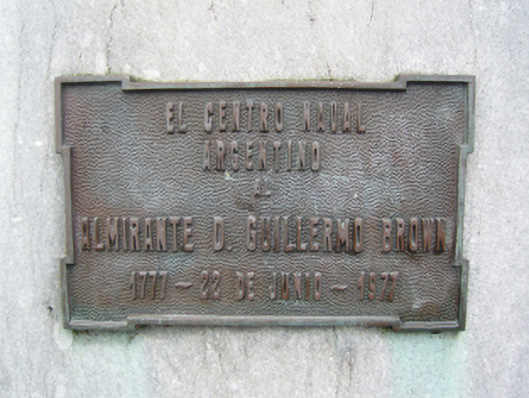 EL CENTRO NAVAL
ARGENTINO
AL
ALMIRANTE D. GUILLERMO BROWN
1777 ~ 22 DE JUNIO ~ 1977